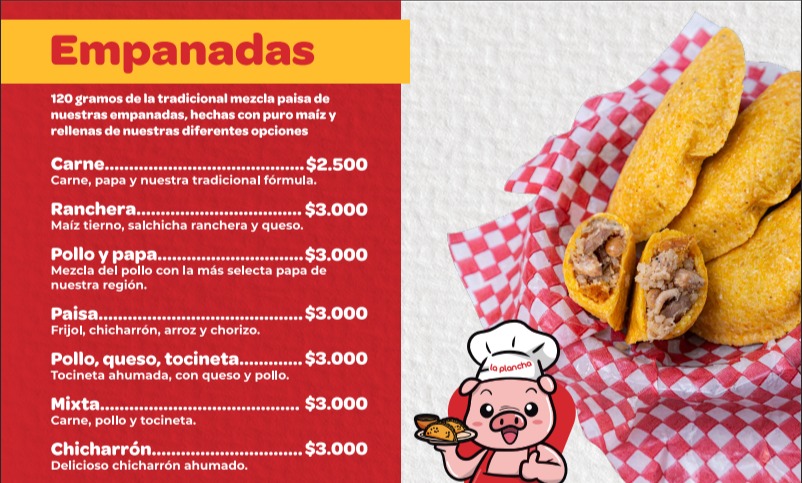 Empanadas
120 gramos de la tradicional mezcla paisa de
nuestras empanadas, hechas con puro maíz y
rellenas de nuestras diferentes opciones
Carne........................................$2.500
Carne, papa y nuestra tradicional fórmula.
Ranchera................................. $3.000
Maíz tierno, salchicha ranchera y queso.
Pollo y papa.............................$3.000
Mezcla del pollo con la más selecta papa de
nuestra región.
Paisa.........................................$3.000
Frijol, chicharrón, arroz y chorizo.
Pollo, queso, tocineta............$3.000
Tocineta ahumada, con queso y pollo.
Mixta........................................ $3.000
Carne, pollo y tocineta.
Chicharrón..............................$3.000
Delicioso chicharrón ahumado.
la plancha